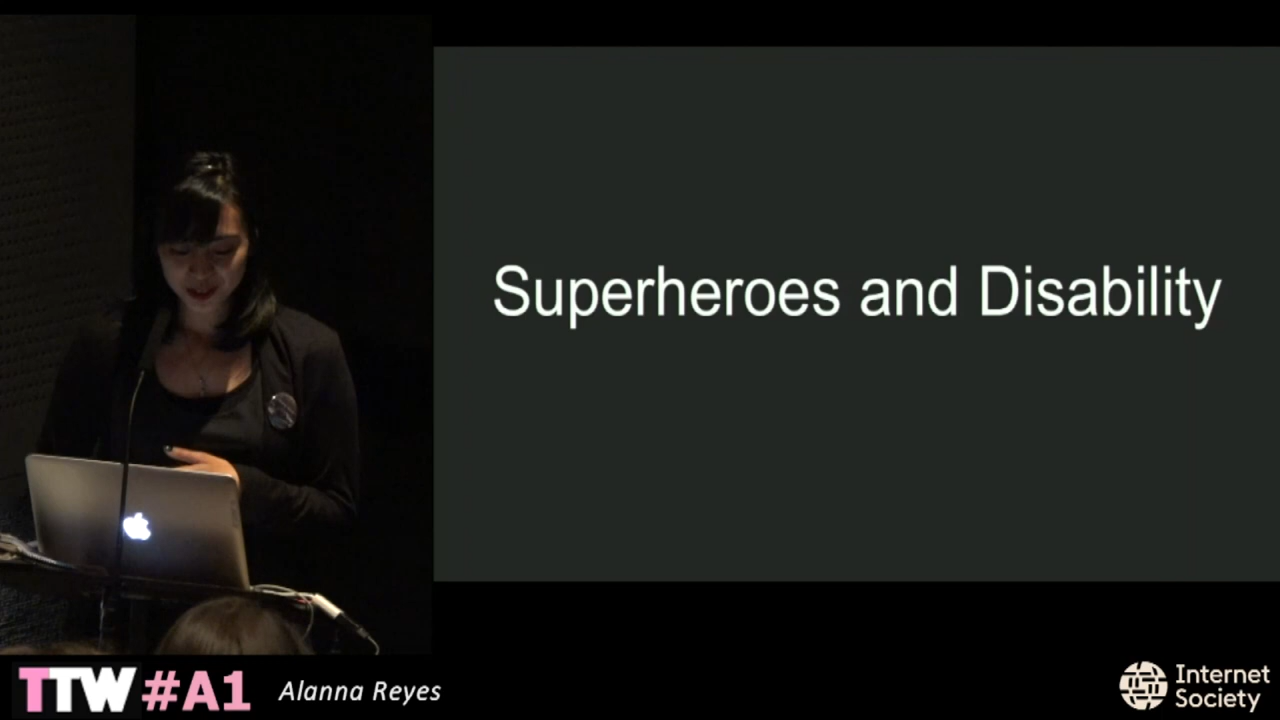 Superheroes and Disability
TTW#A1
Alanna Reyes
Internet
Society